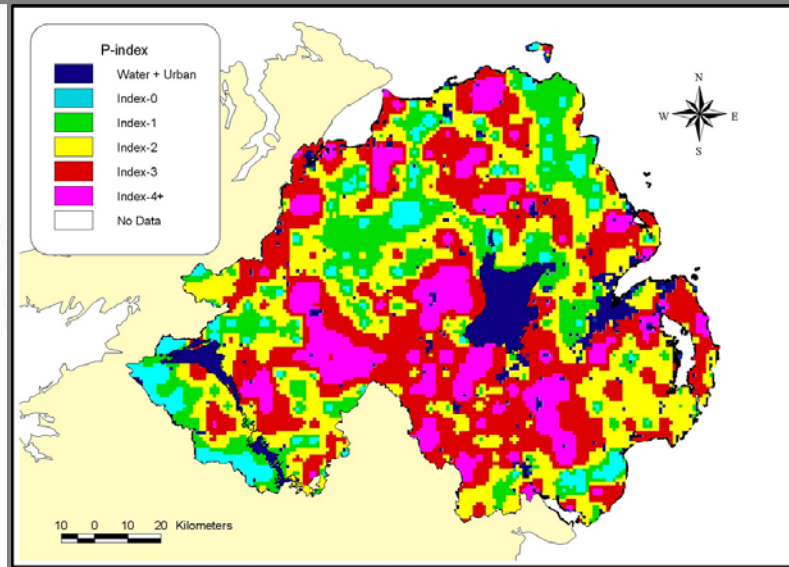 P-index
Water + Urban
Index-0
Index-1
Index-2
Index-3
Index-4+
No Data
N
W E
S
10 0 10 20 Kilometers